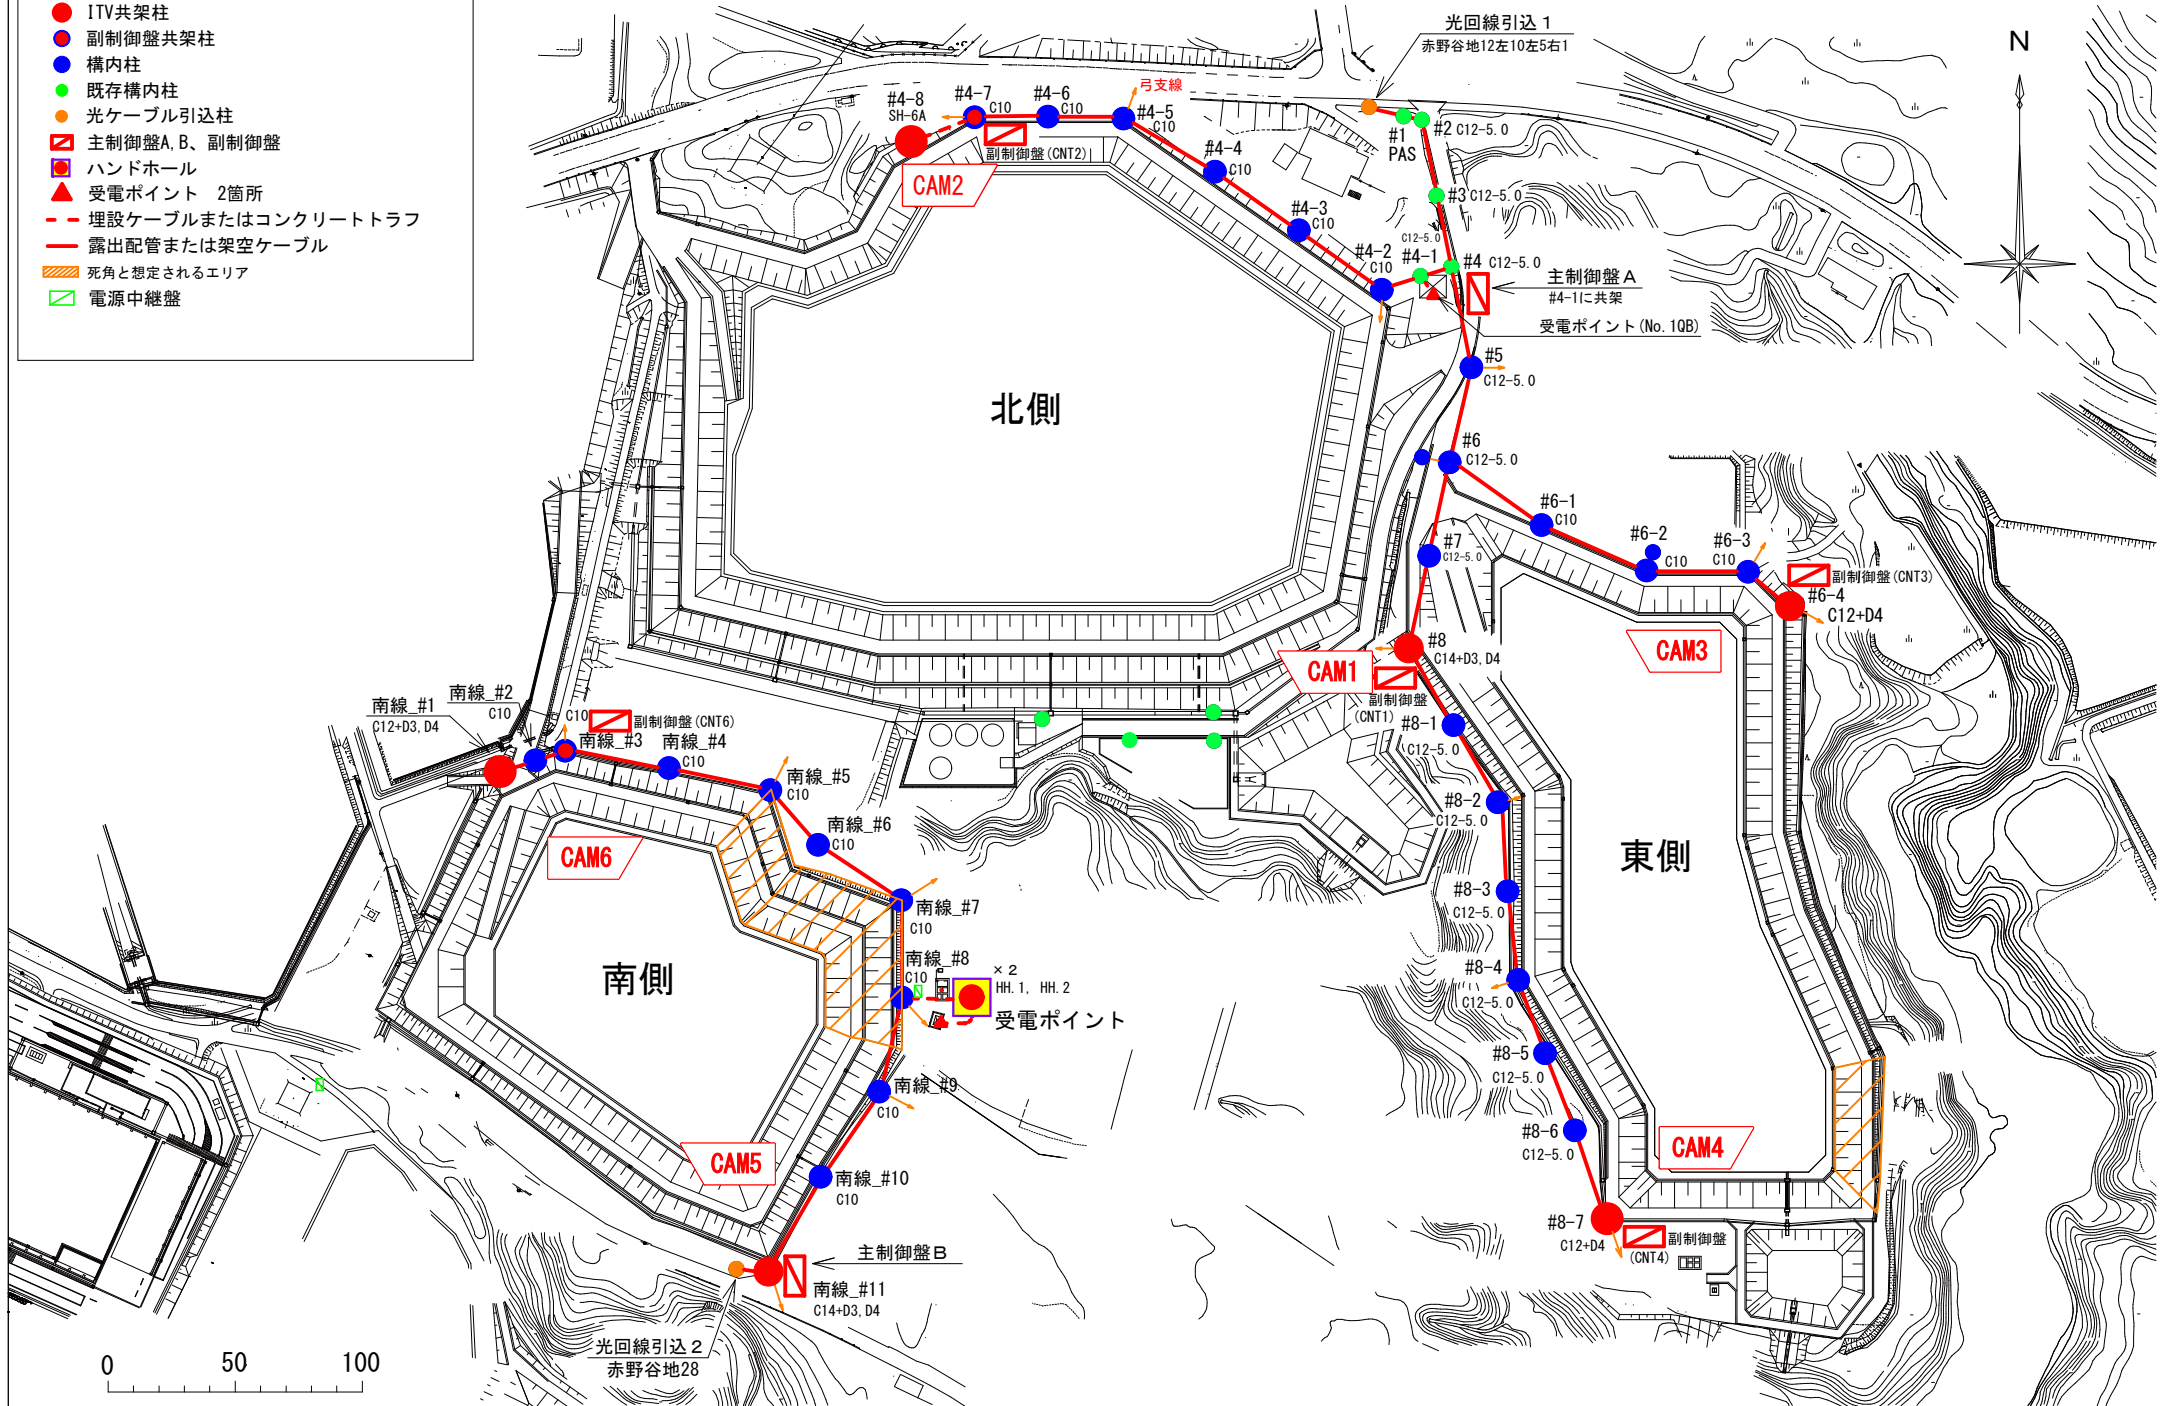 ITV共架柱
副制御盤共架柱
構内柱
既存構内柱
光ケーブル引込柱
主制御盤A,B、副制御盤
ハンドホール
受電ポイント 2箇所
埋設ケーブルまたはコンクリートトラフ
露出配管または架空ケーブル
死角と想定されるエリア
電源中継盤
光回線引込1
赤野谷地12左10左5右1
N
弓支線
#4-8
SH-6A
#4-7
C10
#4-6
C10
#4-5
C10
#1
PAS
#2 C12-5.0
副制御盤(CNT2)
CAM2
#4-4
C10
#3 C12-5.0
#4-3
C10
C12-5.0
#4-2
C10
#4-1
#4 C12-5.0
主制御盤A
#4-1に共架
受電ポイント(No.1QB)
#5
C12-5.0
北側
#6
C12-5.0
#6-1
C10
#6-2
C10
#6-3
C10
#7
C12-5.0
副制御盤(CNT3)
#6-4
C12+D4
CAM3
#8
C14+D3,D4
CAM1
副制御盤
(CNT1)
#8-1
C12-5.0
南線_#1
C12+D3,D4
南線_#2
C10
C10
副制御盤(CNT6)
南線_#3
南線_#4
C10
南線_#5
C10
南線_#6
C10
#8-2
C12-5.0
CAM6
東側
#8-3
C12-5.0
南線_#7
C10
南側
南線_#8
C10
×2
HH.1, HH.2
受電ポイント
#8-4
C12-5.0
#8-5
C12-5.0
南線_#9
C10
#8-6
C12-5.0
CAM4
CAM5
南線_#10
C10
#8-7
C12+D4
副制御盤
(CNT4)
主制御盤B
南線_#11
C14+D3,D4
光回線引込2
赤野谷地28
0 50 100